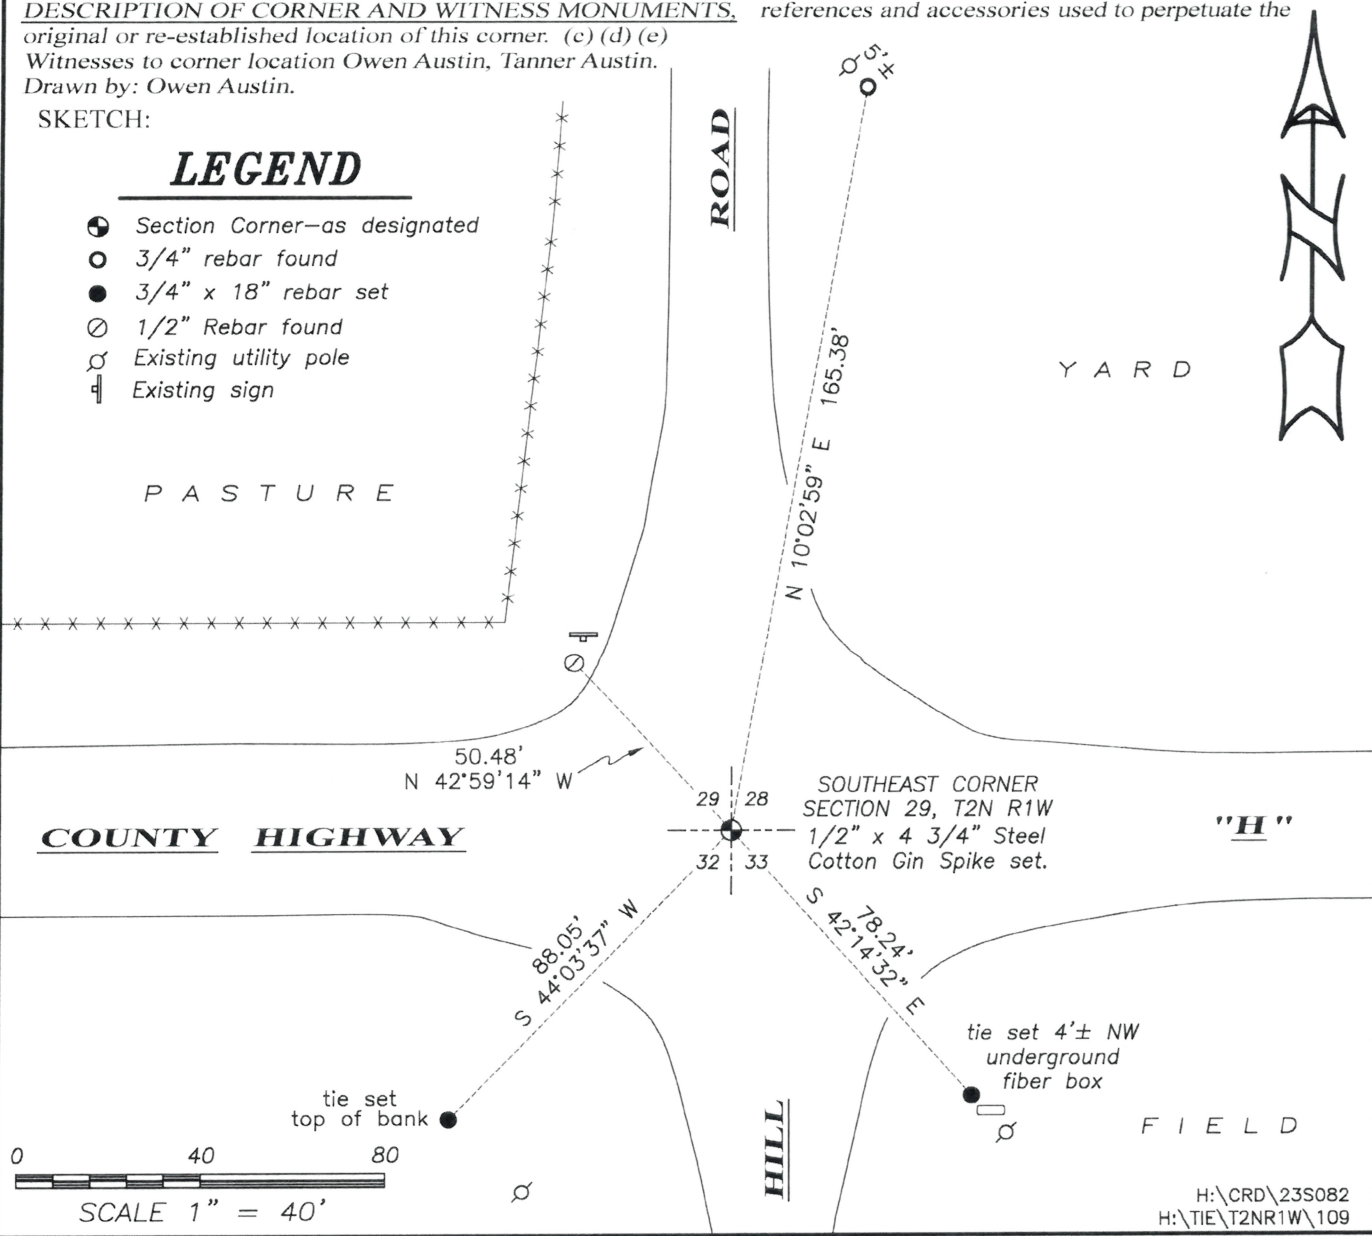 DESCRIPTION OF CORNER AND WITNESS MONUMENTS, references and accessories used to perpetuate the
original or re-established location of this corner. (c) (d) (e)
Witnesses to corner location Owen Austin, Tanner Austin.
Drawn by: Owen Austin.
SKETCH:
LEGEND
Section Corner—as designated
3/4" rebar found
3/4" x 18" rebar set
1/2" Rebar found
Existing utility pole
Existing sign
5'±
ROAD
N
165.38'
N 10°02'59" E
YARD
PASTURE
50.48'
N 42°59'14" W
29 28
32 33
SOUTHEAST CORNER
SECTION 29, T2N R1W
1/2" x 4 3/4" Steel
Cotton Gin Spike set.
COUNTY HIGHWAY "H"
88.05'
S 44°03'37" W
78.24'
S 42°14'32" E
tie set 4'± NW
underground
fiber box
tie set
top of bank
HILL
FIELD
0 40 80
SCALE 1" = 40'
H:\CRD\23S082
H:\TIE\T2NR1W\109